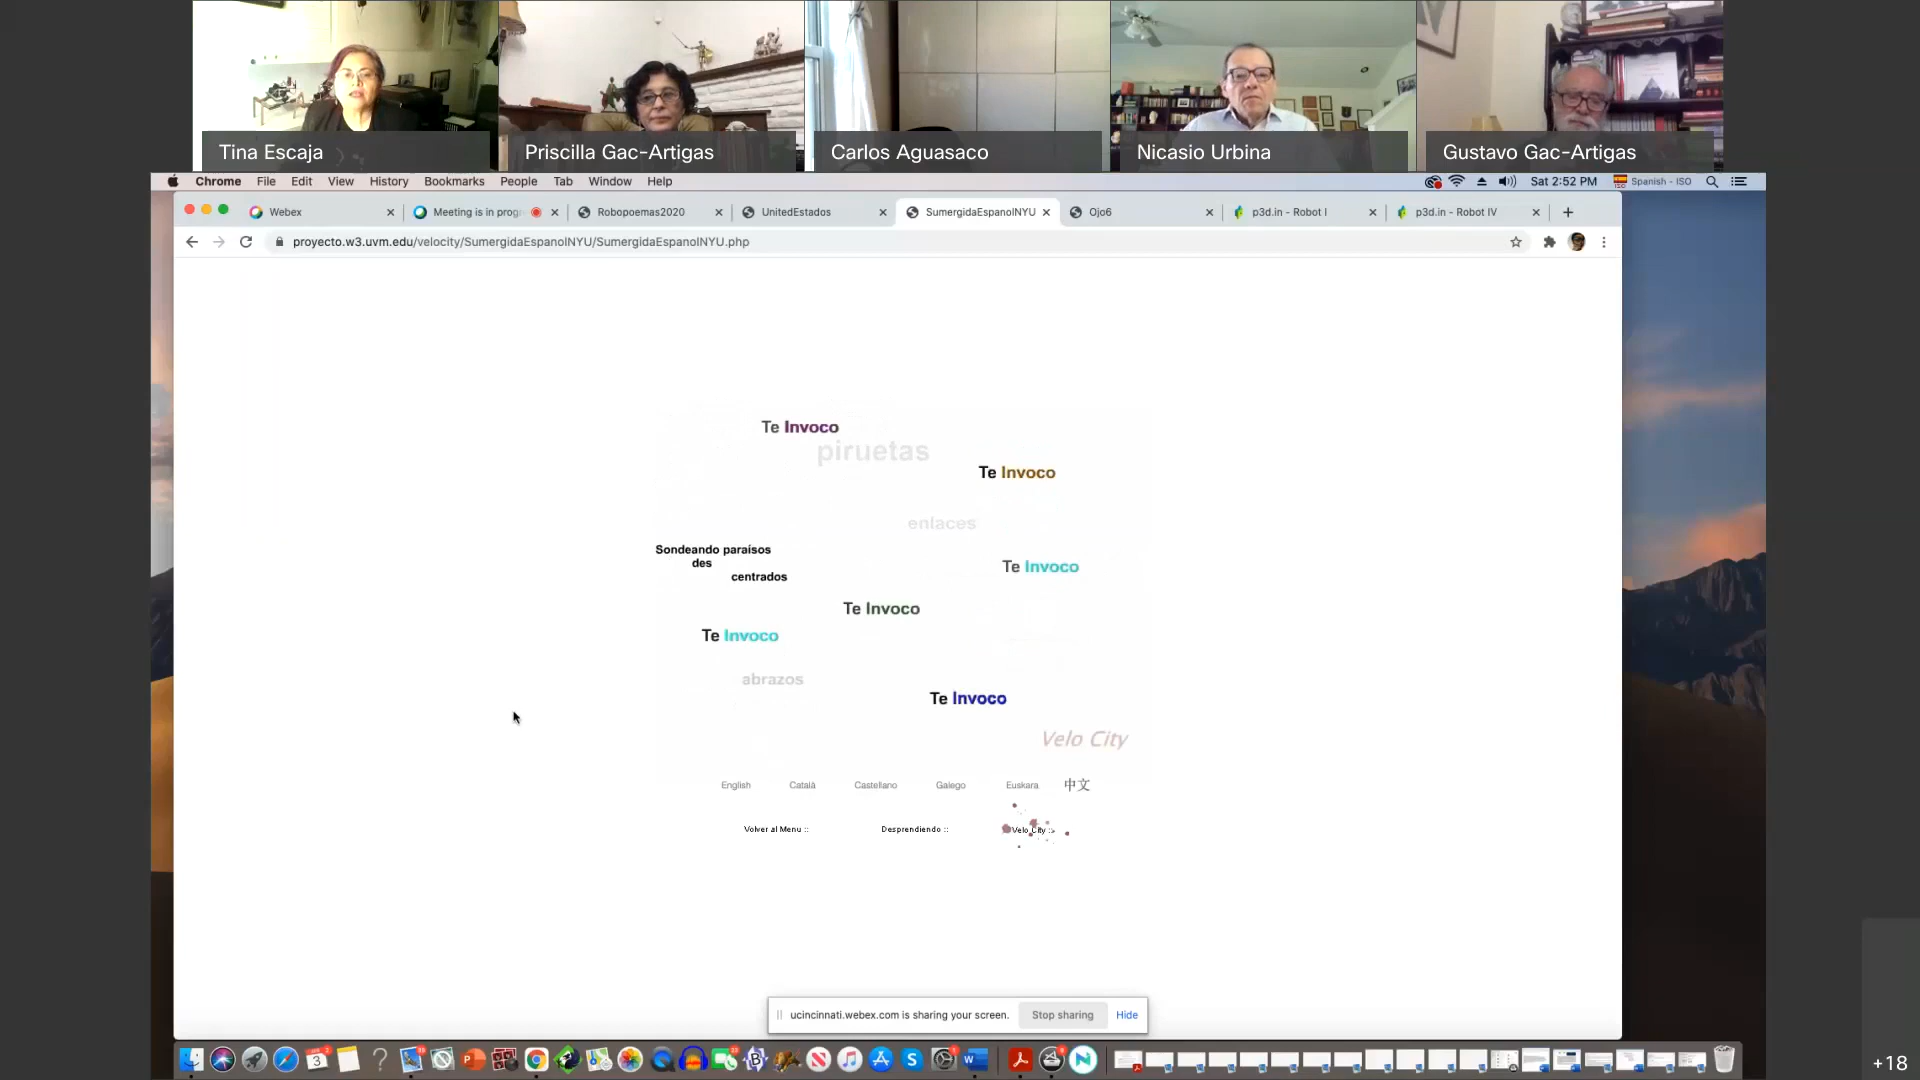 Tina Escaja
Priscilla Gac-Artigas
Carlos Aguasaco
Nicasio Urbina
Gustavo Gac-Artigas
Chrome File Edit View History Bookmarks People Tab Window Help
Sat 2:52 PM Spanish - ISO
Webex
Meeting is in progr
Robopoemas2020
UnitedEstados
SumergidaEspanolNYU
Ojo6
p3d.in - Robot I
p3d.in - Robot IV
proyecto.w3.uvm.edu/velocity/SumergidaEspanolNYU/SumergidaEspanolNYU.php
Te Invoco
piruetas
Te Invoco
enlaces
Sondeando paraísos
des
centrados
Te Invoco
Te Invoco
Te Invoco
abrazos
Te Invoco
Velo City
English Català Castellano Galego Euskara 中文
Volver al Menu :: Desprendiendo :: Velo City ::
ucincinnati.webex.com is sharing your screen. Stop sharing Hide
+18